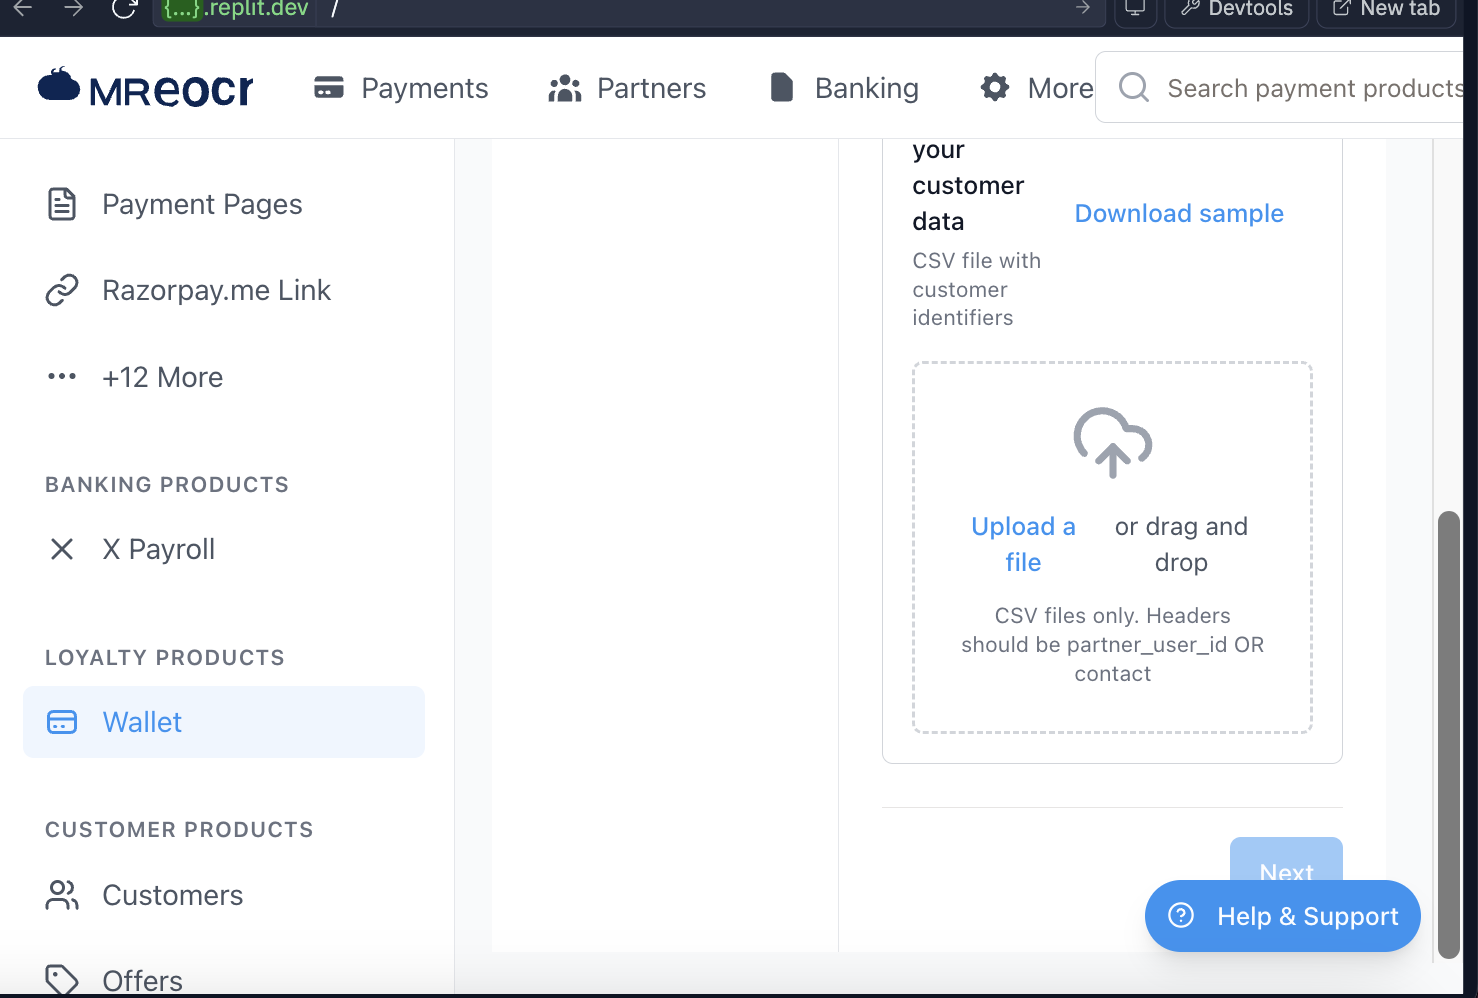 {...}.replit.dev /
Devtools
New tab
MReocr
Payments
Partners
Banking
More
Search payment products
Payment Pages
Razorpay.me Link
+12 More
BANKING PRODUCTS
X Payroll
LOYALTY PRODUCTS
Wallet
CUSTOMER PRODUCTS
Customers
Offers
your
customer
data
Download sample
CSV file with
customer
identifiers
Upload a
file
or drag and
drop
CSV files only. Headers
should be partner_user_id OR
contact
Next
Help & Support